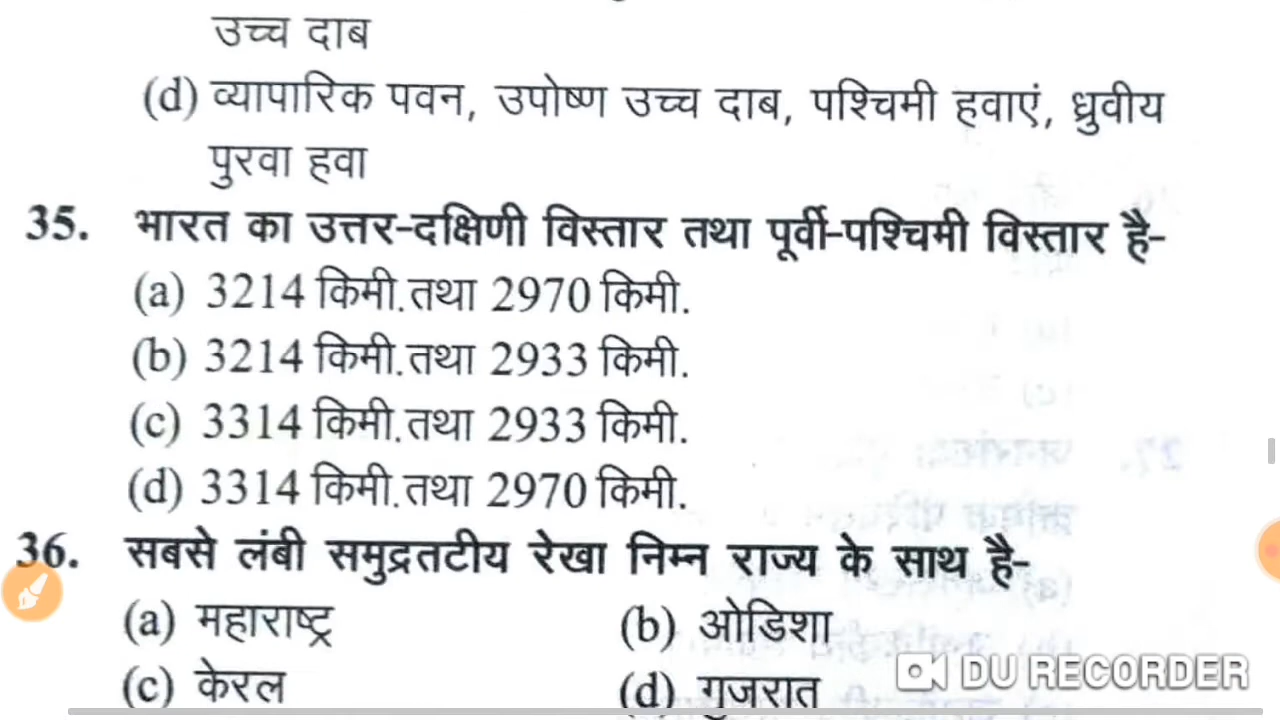 उच्च दाब
(d) व्यापारिक पवन, उपोष्ण उच्च दाब, पश्चिमी हवाएं, ध्रुवीय
पुरवा हवा
35. भारत का उत्तर-दक्षिणी विस्तार तथा पूर्वी-पश्चिमी विस्तार है-
(a) 3214 किमी. तथा 2970 किमी.
(b) 3214 किमी. तथा 2933 किमी.
(c) 3314 किमी. तथा 2933 किमी.
(d) 3314 किमी. तथा 2970 किमी.
36. सबसे लंबी समुद्रतटीय रेखा निम्न राज्य के साथ है-
(a) महाराष्ट्र (b) ओडिशा
(c) केरल (d) गुजरात
DU RECORDER